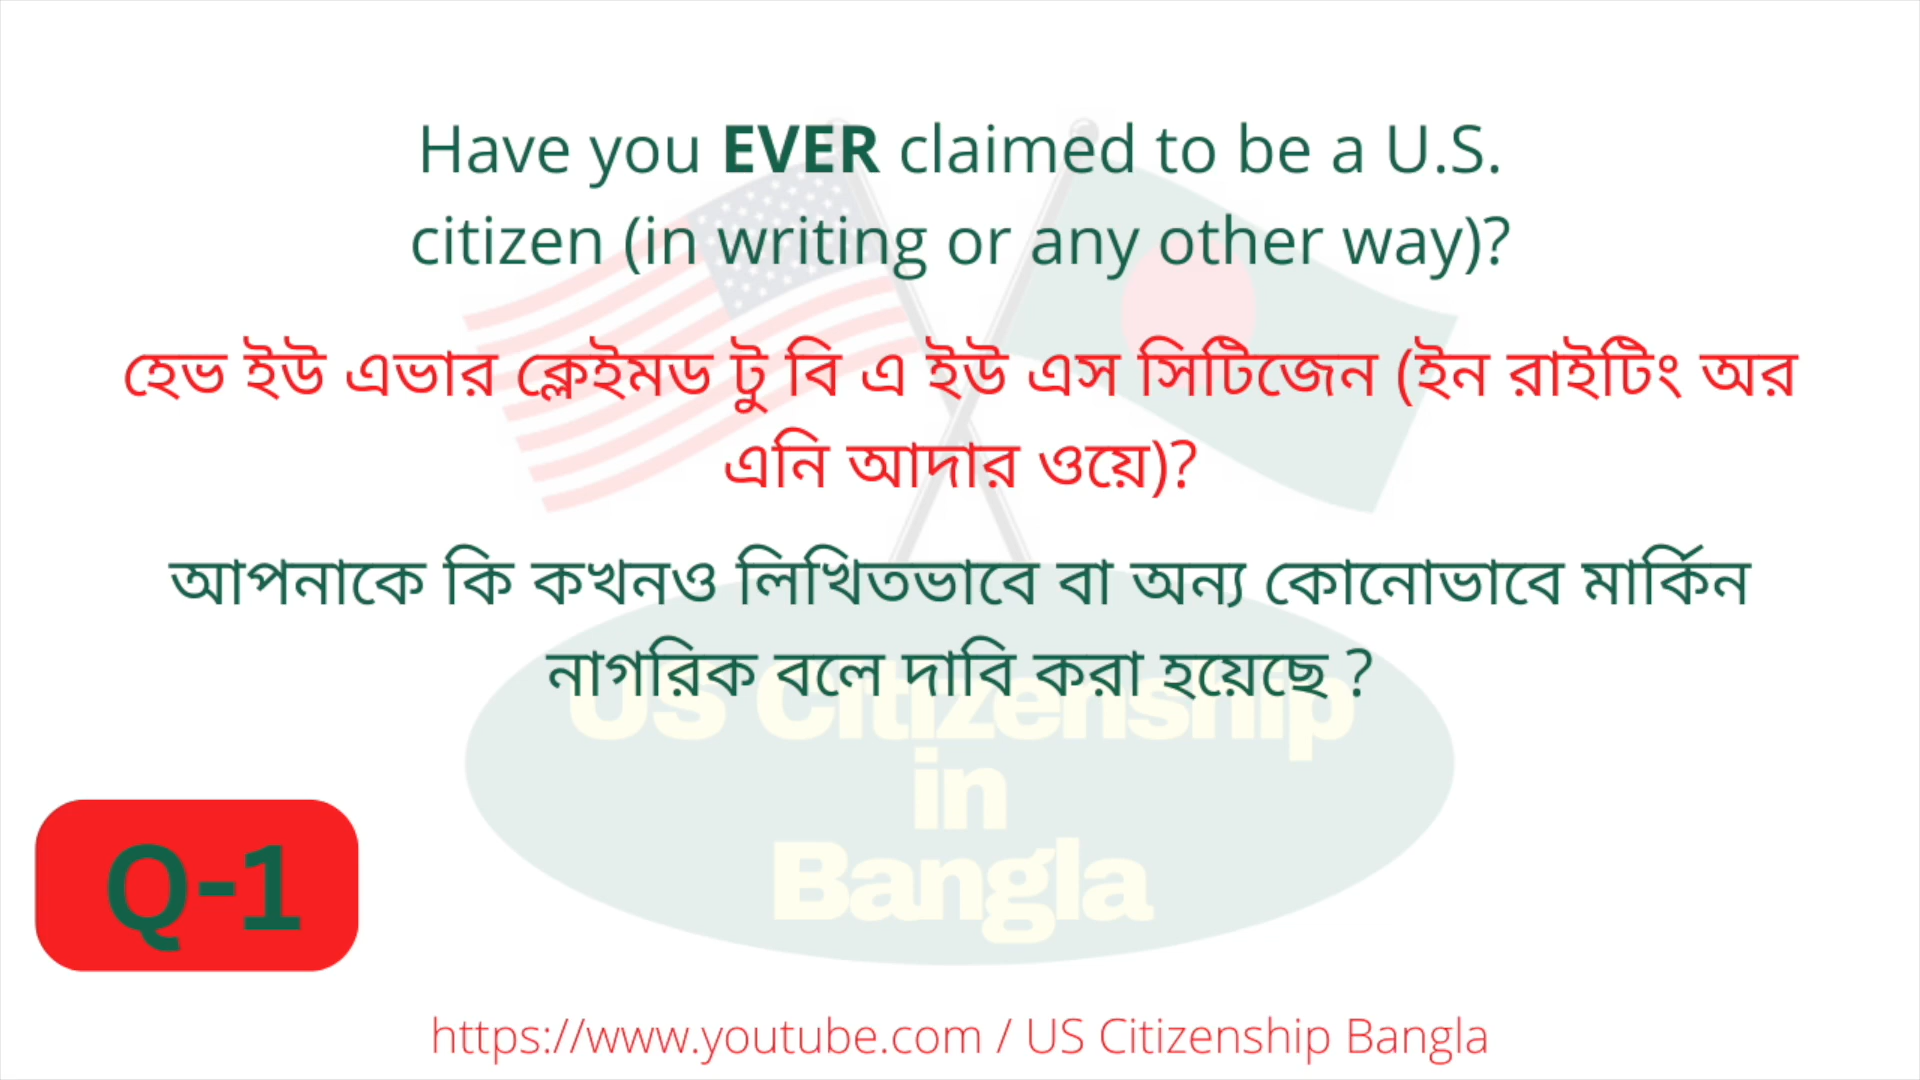 Have you EVER claimed to be a U.S.
citizen (in writing or any other way)?
হেভ ইউ এভার ক্লেইমড টু বি এ ইউ এস সিটিজেন (ইন রাইটিং অর
এনি আদার ওয়ে)?
আপনাকে কি কখনও লিখিতভাবে বা অন্য কোনোভাবে মার্কিন
নাগরিক বলে দাবি করা হয়েছে ?
US Citizenship
in
Bangla
Q-1
https://www.youtube.com / US Citizenship Bangla